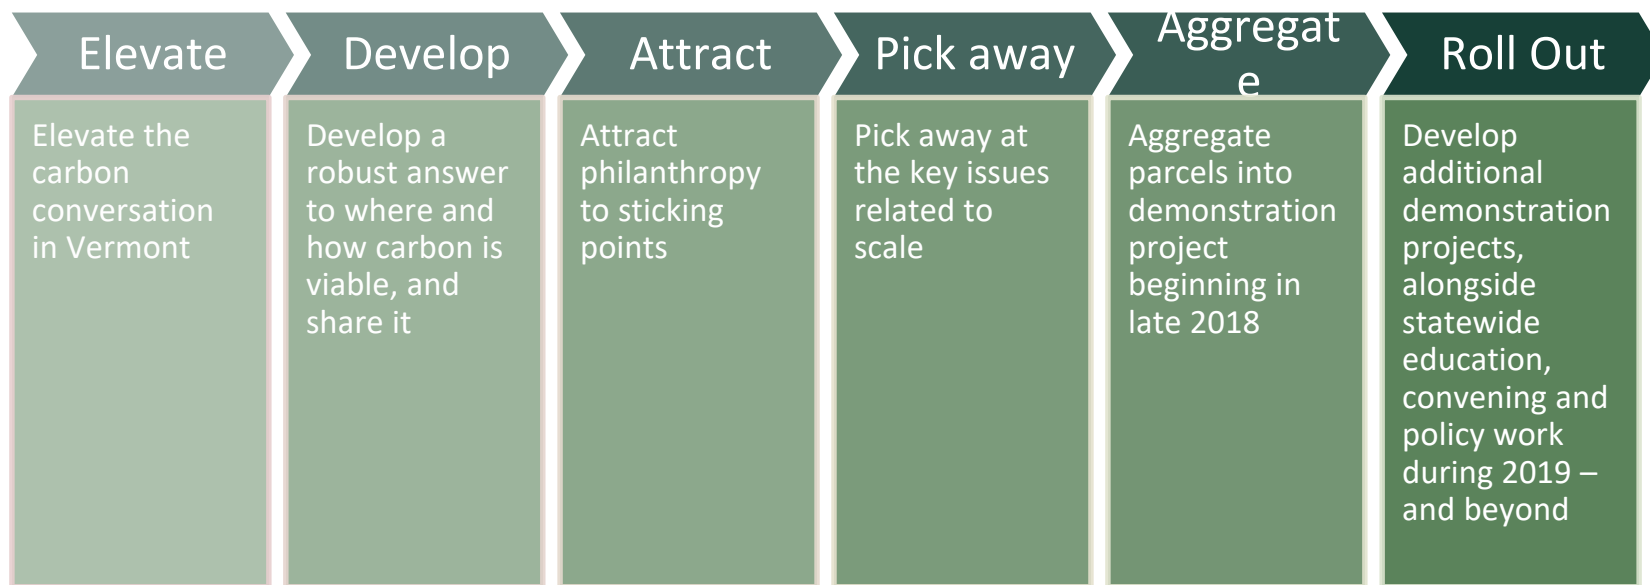 Elevate
Develop
Attract
Pick away
Aggregat
e
Roll Out
Elevate the
carbon
conversation
in Vermont
Develop a
robust answer
to where and
how carbon is
viable, and
share it
Attract
philanthropy
to sticking
points
Pick away at
the key issues
related to
scale
Aggregate
parcels into
demonstration
project
beginning in
late 2018
Develop
additional
demonstration
projects,
alongside
statewide
education,
convening and
policy work
during 2019 –
and beyond